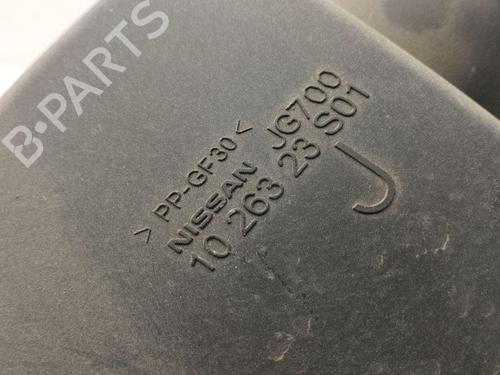 B-PARTS
>PP-GF30<
NISSAN JG700
10 263 23 S01
J